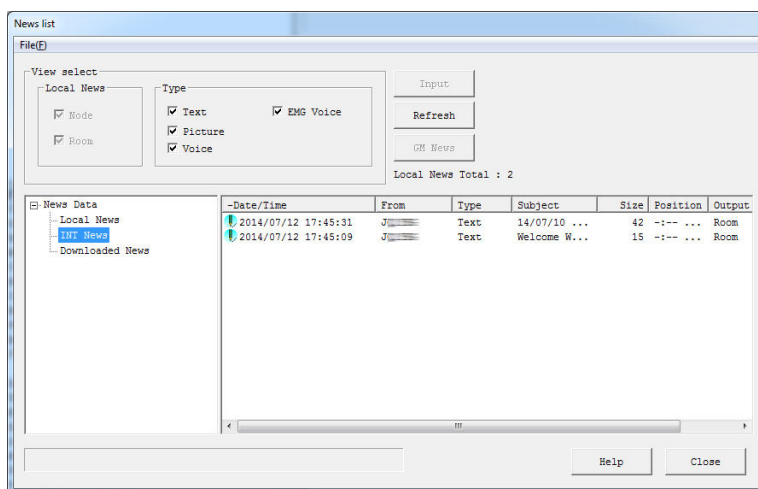 News list
File(F)
View select
Local News
Node
Room
Type
Text
EMG Voice
Picture
Voice
Input
Refresh
GM News
Local News Total : 2
News Data
Local News
INT News
Downloaded News
-Date/Time From Type Subject Size Position Output
2014/07/12 17:45:31 Text 14/07/10 ... 42 -:-- ... Room
2014/07/12 17:45:09 Text Welcome W... 15 -:-- ... Room
Help
Close